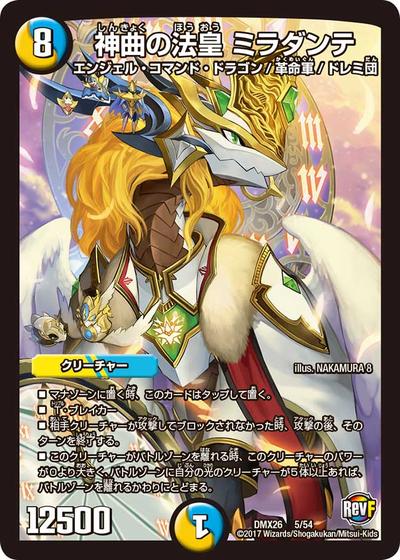 8
しんきょく ほうおう
神曲の法皇 ミラダンテ
かくめいぐん だん
エンジェル・コマンド・ドラゴン/革命軍/ドレミ団
illus. NAKAMURA 8
クリーチャー
■ マナゾーンに置く時、このカードはタップして置く。
■ T・ブレイカー
■ 相手クリーチャーが攻撃してブロックされなかった時、攻撃の後、そ
のターンを終了する。
■ このクリーチャーがバトルゾーンを離れる時、このクリーチャーのパワー
が0より大きく、バトルゾーンに自分の光のクリーチャーが5体以上あれば、
バトルゾーンを離れるかわりにとどまる。
12500
1
RevF
DMX26 5/54
©2017 Wizards/Shogakukan/Mitsui-Kids